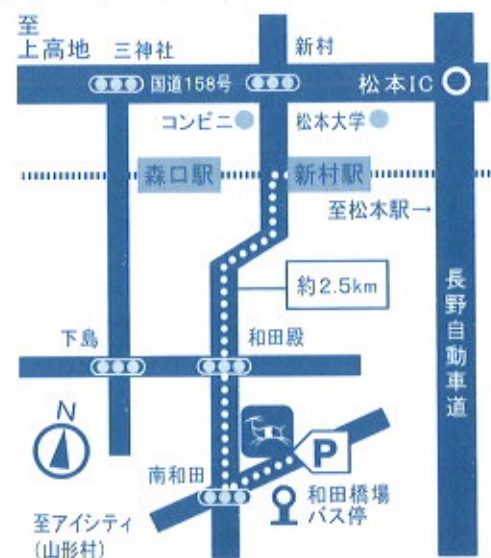 至
上高地
三神社
新村
国道158号
松本IC
コンビニ
松本大学
森口駅
新村駅
至松本駅→
約2.5km
長野自動車道
下島
和田殿
N
P
南和田
和田橋場
バス停
至アイシティ
(山形村)